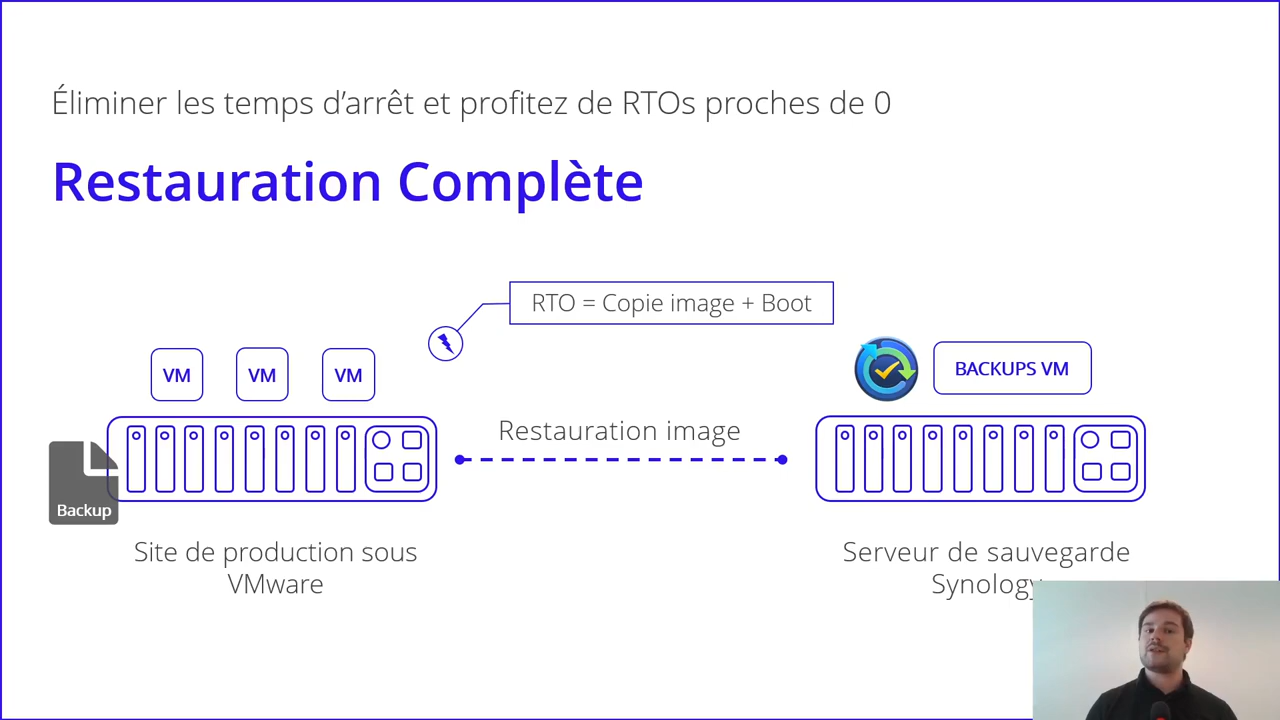 Éliminer les temps d’arrêt et profitez de RTOs proches de 0
Restauration Complète
RTO = Copie image + Boot
VM
VM
VM
BACKUPS VM
Restauration image
Backup
Site de production sous
VMware
Serveur de sauvegarde
Synology